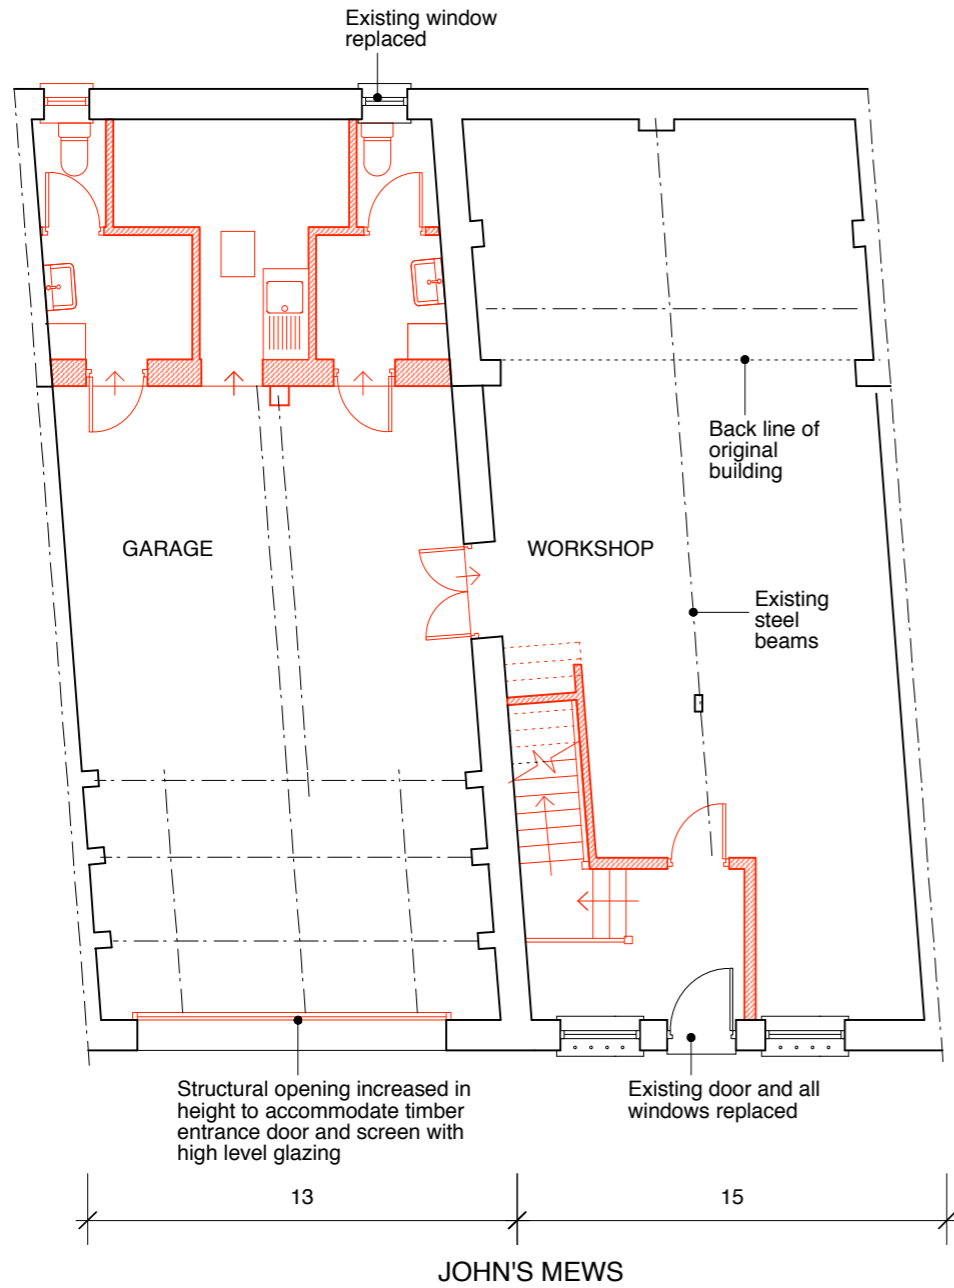 Existing window
replaced
Back line of
original
building
GARAGE
WORKSHOP
Existing
steel
beams
Structural opening increased in
height to accommodate timber
entrance door and screen with
high level glazing
Existing door and all
windows replaced
13
15
JOHN'S MEWS